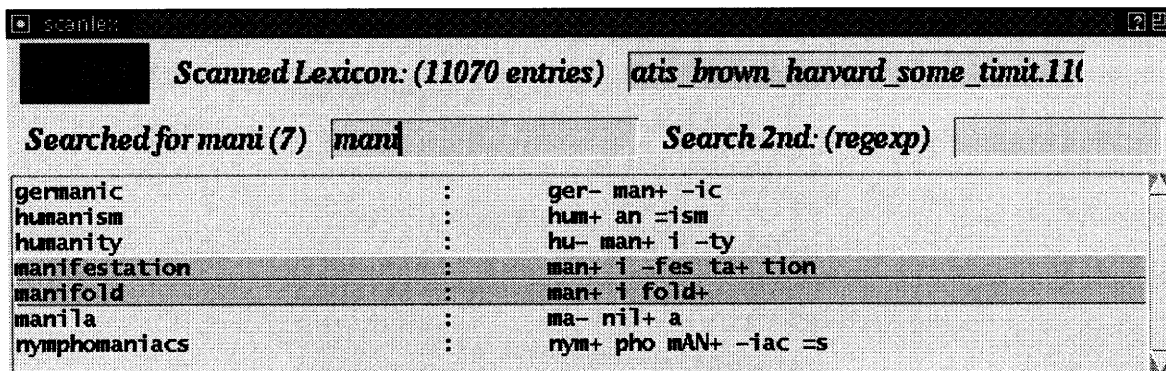 scanlex
Scanned Lexicon: (11070 entries) atis_brown_harvard_some_timit.110
Searched for mani (7) mani Search 2nd: (regexp)
germanic : ger- man+ -ic
humanism : hum+ an =ism
humanity : hu- man+ i -ty
manifestation : man+ i -fes ta+ tion
manifold : man+ i fold+
manila : ma- nil+ a
nymphomaniacs : nym+ pho mAN+ -iac =s